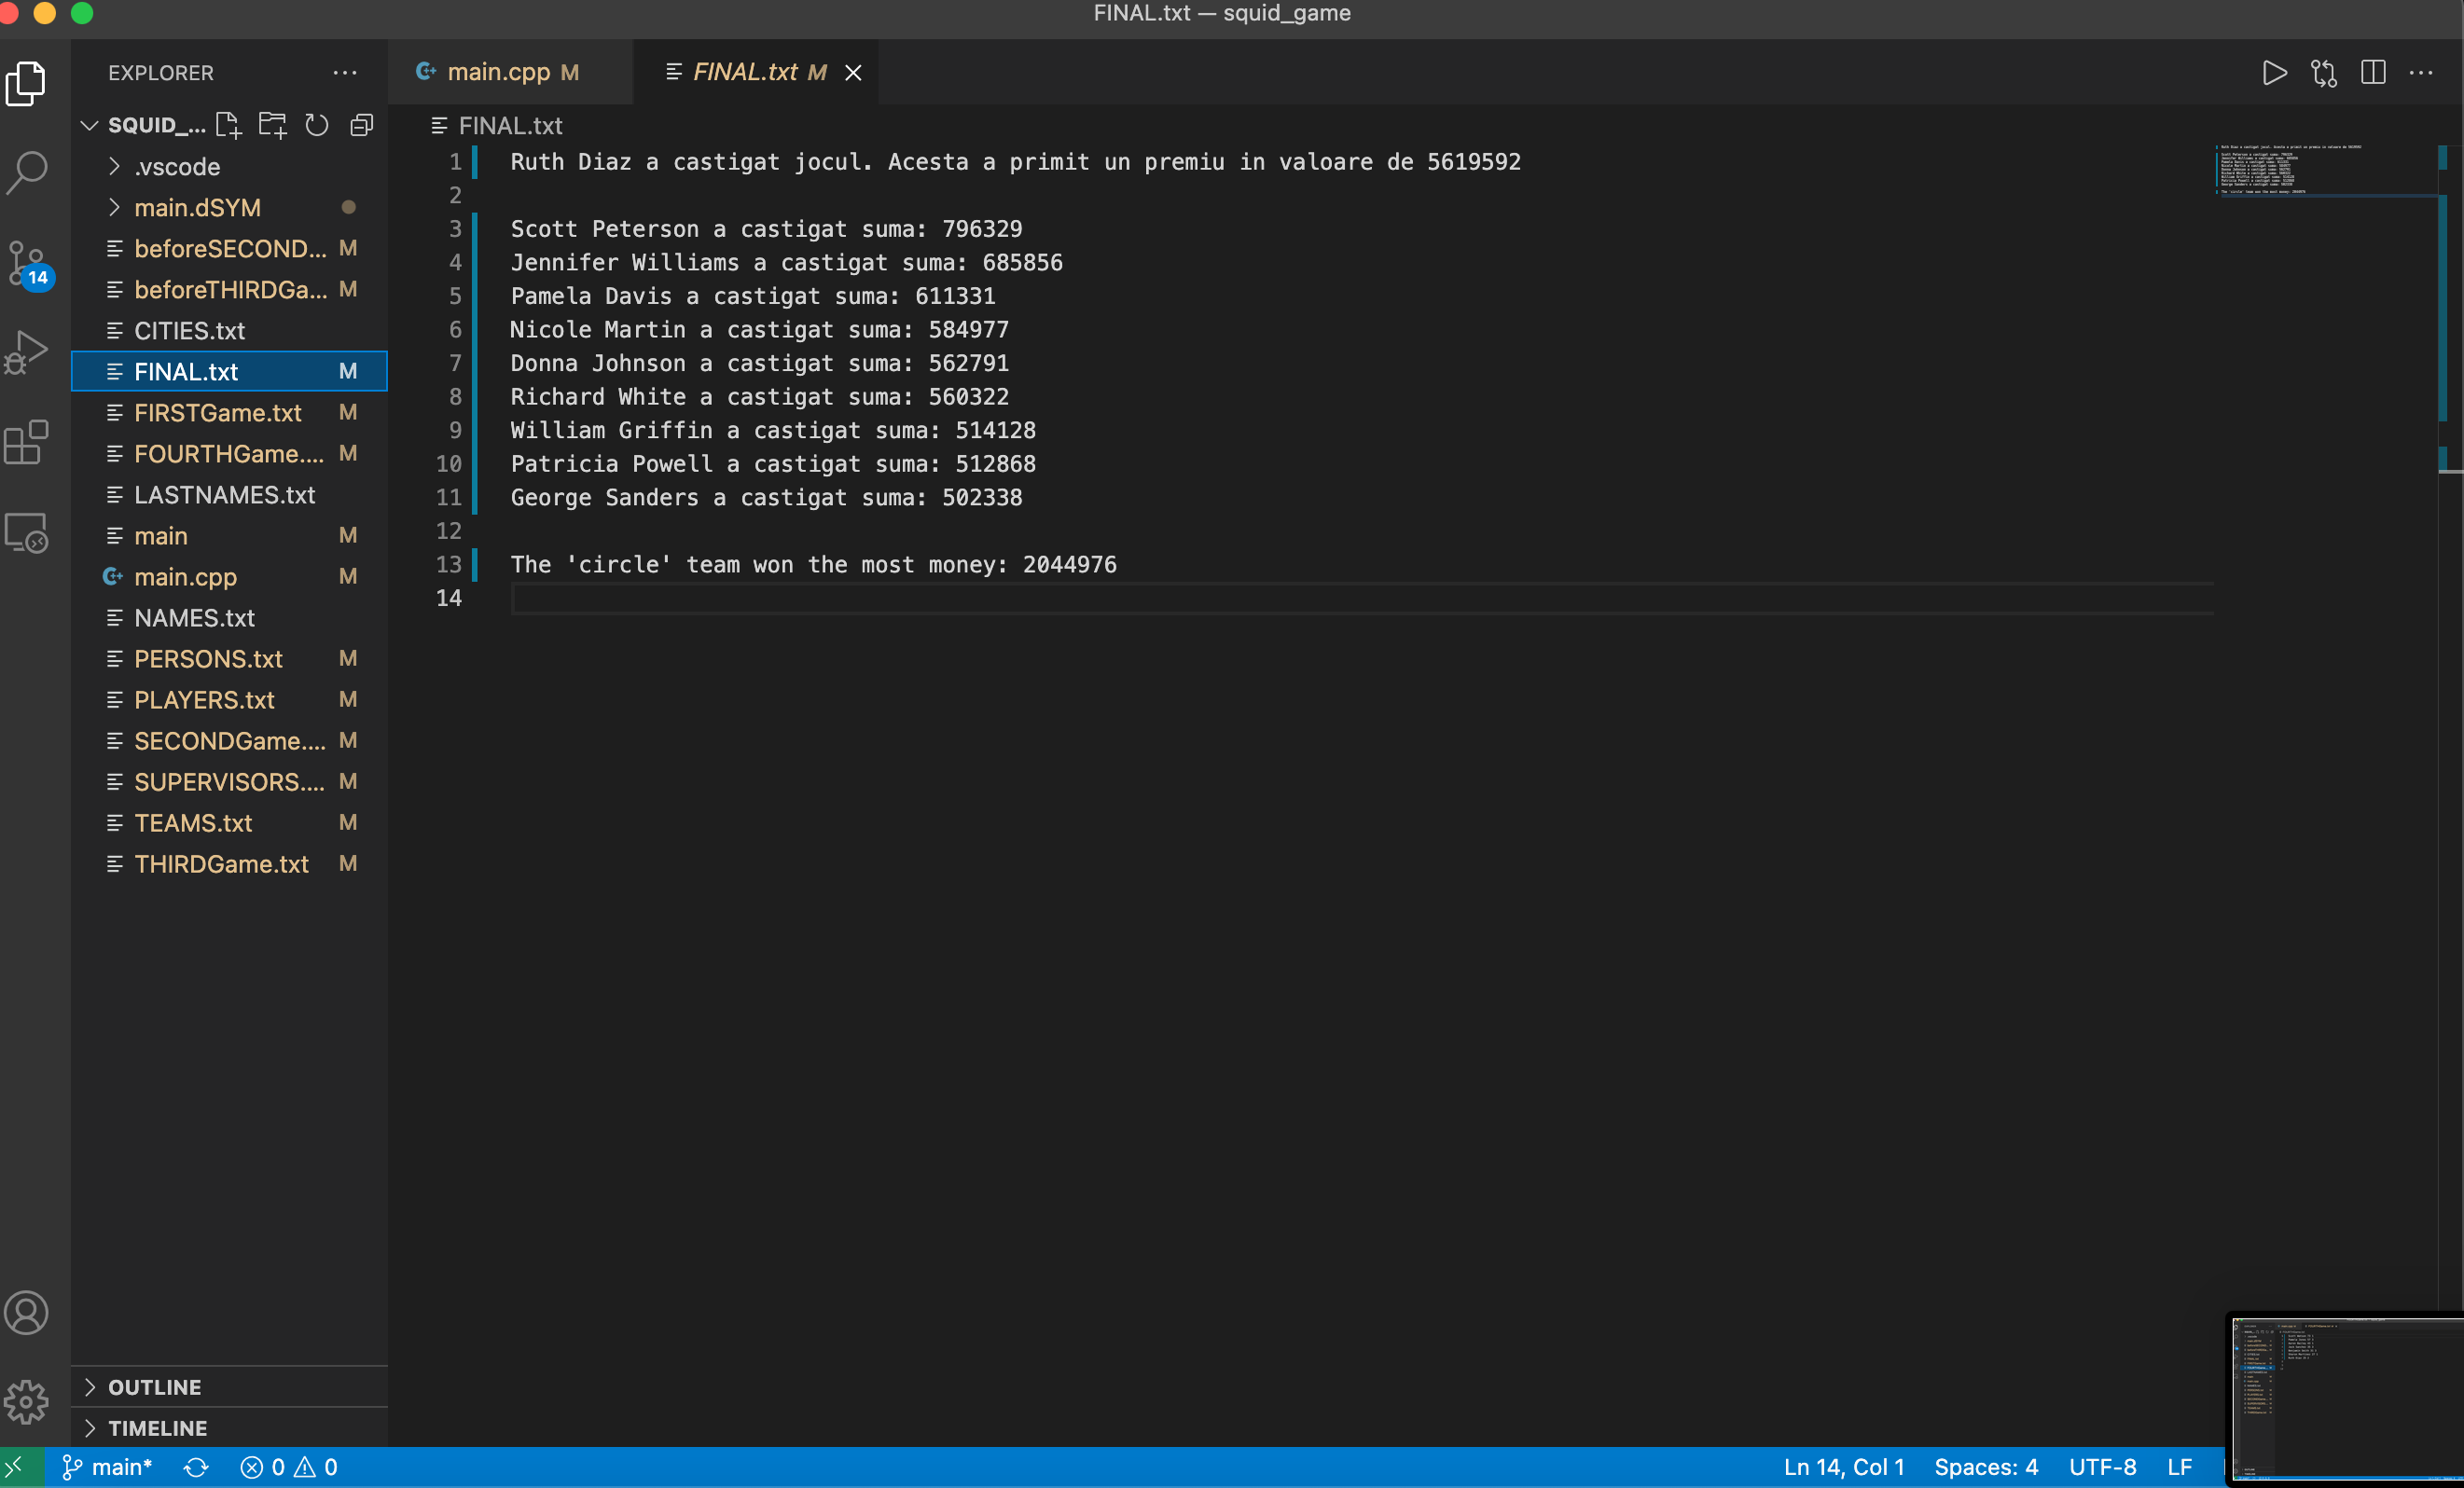 FINAL.txt — squid_game
EXPLORER
main.cpp M
FINAL.txt M
SQUID_...
FINAL.txt
.vscode
main.dSYM
beforeSECOND... M
beforeTHIRDGa... M
CITIES.txt
FINAL.txt M
FIRSTGame.txt M
FOURTHGame.... M
LASTNAMES.txt
main M
main.cpp M
NAMES.txt
PERSONS.txt M
PLAYERS.txt M
SECONDGame.... M
SUPERVISORS.... M
TEAMS.txt M
THIRDGame.txt M
14
1 Ruth Diaz a castigat jocul. Acesta a primit un premiu in valoare de 5619592
2
3 Scott Peterson a castigat suma: 796329
4 Jennifer Williams a castigat suma: 685856
5 Pamela Davis a castigat suma: 611331
6 Nicole Martin a castigat suma: 584977
7 Donna Johnson a castigat suma: 562791
8 Richard White a castigat suma: 560322
9 William Griffin a castigat suma: 514128
10 Patricia Powell a castigat suma: 512868
11 George Sanders a castigat suma: 502338
12
13 The 'circle' team won the most money: 2044976
14
OUTLINE
TIMELINE
main* 0 0 Ln 14, Col 1 Spaces: 4 UTF-8 LF